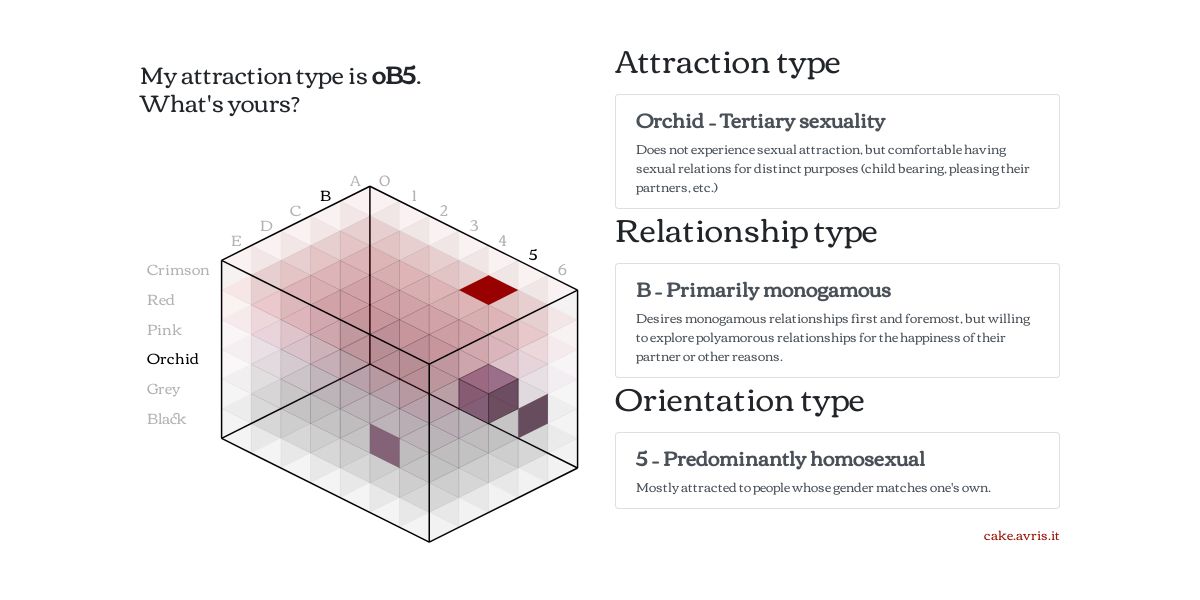 My attraction type is oB5.
What's yours?
A O
B 1
C 2
D 3
E 4
5
6
Crimson
Red
Pink
Orchid
Grey
Black
Attraction type
Orchid – Tertiary sexuality
Does not experience sexual attraction, but comfortable having
sexual relations for distinct purposes (child bearing, pleasing their
partners, etc.)
Relationship type
B – Primarily monogamous
Desires monogamous relationships first and foremost, but willing
to explore polyamorous relationships for the happiness of their
partner or other reasons.
Orientation type
5 – Predominantly homosexual
Mostly attracted to people whose gender matches one's own.
cake.avris.it